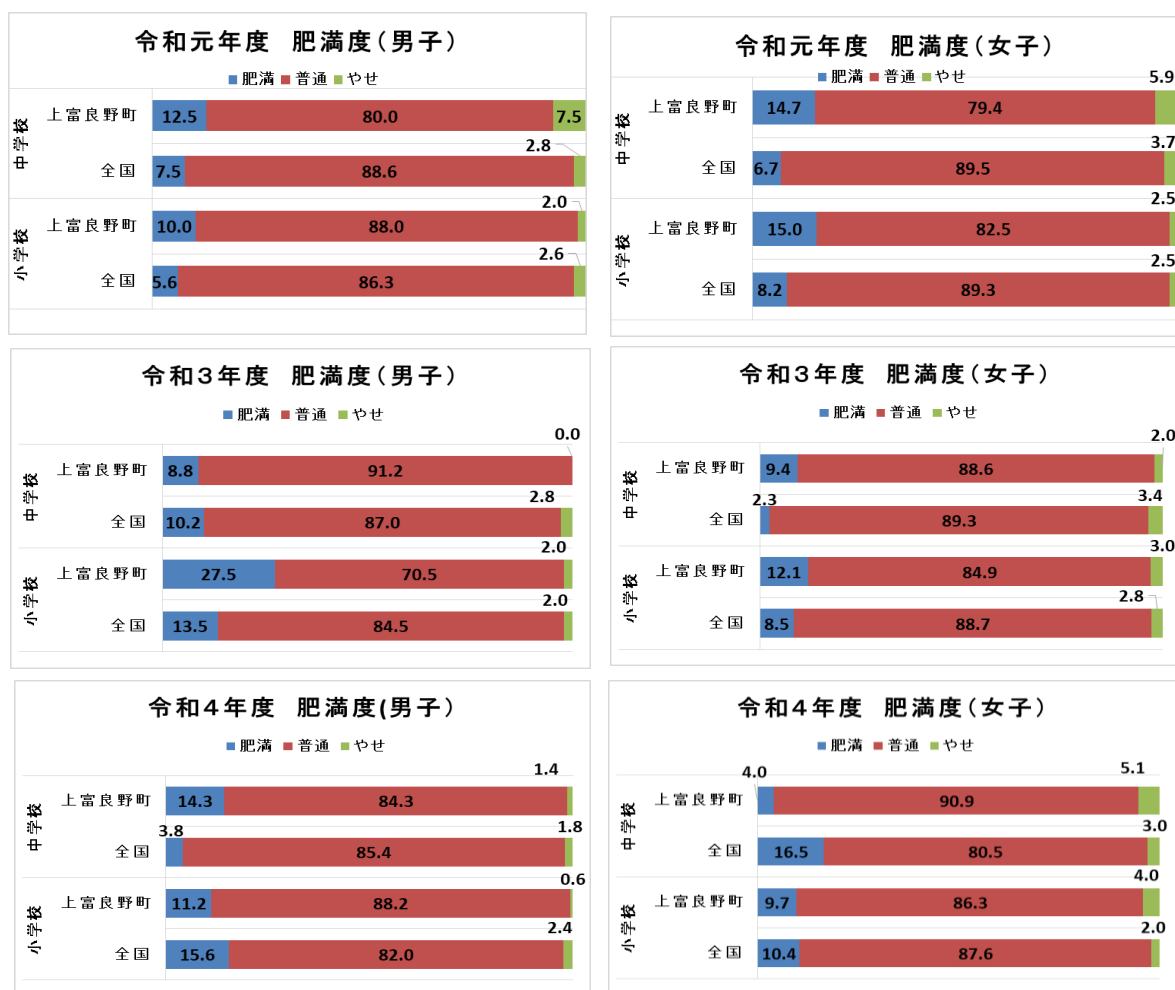 令和元年度 肥満度(男子)
肥満 普通 やせ
中学校
上富良野町 12.5 80.0 7.5
全国 7.5 88.6 2.8
小学校
上富良野町 10.0 88.0 2.0
全国 5.6 86.3 2.6
令和元年度 肥満度(女子)
肥満 普通 やせ
中学校
上富良野町 14.7 79.4 5.9
全国 6.7 89.5 3.7
小学校
上富良野町 15.0 82.5 2.5
全国 8.2 89.3 2.5
令和3年度 肥満度(男子)
肥満 普通 やせ
中学校
上富良野町 8.8 91.2 0.0
全国 10.2 87.0 2.8
小学校
上富良野町 27.5 70.5 2.0
全国 13.5 84.5 2.0
令和3年度 肥満度(女子)
肥満 普通 やせ
中学校
上富良野町 9.4 88.6 2.0
全国 2.3 89.3 3.4
小学校
上富良野町 12.1 84.9 3.0
全国 8.5 88.7 2.8
令和4年度 肥満度(男子)
肥満 普通 やせ
中学校
上富良野町 14.3 84.3 1.4
全国 3.8 85.4 1.8
小学校
上富良野町 11.2 88.2 0.6
全国 15.6 82.0 2.4
令和4年度 肥満度(女子)
肥満 普通 やせ
中学校
上富良野町 4.0 90.9 5.1
全国 16.5 80.5 3.0
小学校
上富良野町 9.7 86.3 4.0
全国 10.4 87.6 2.0